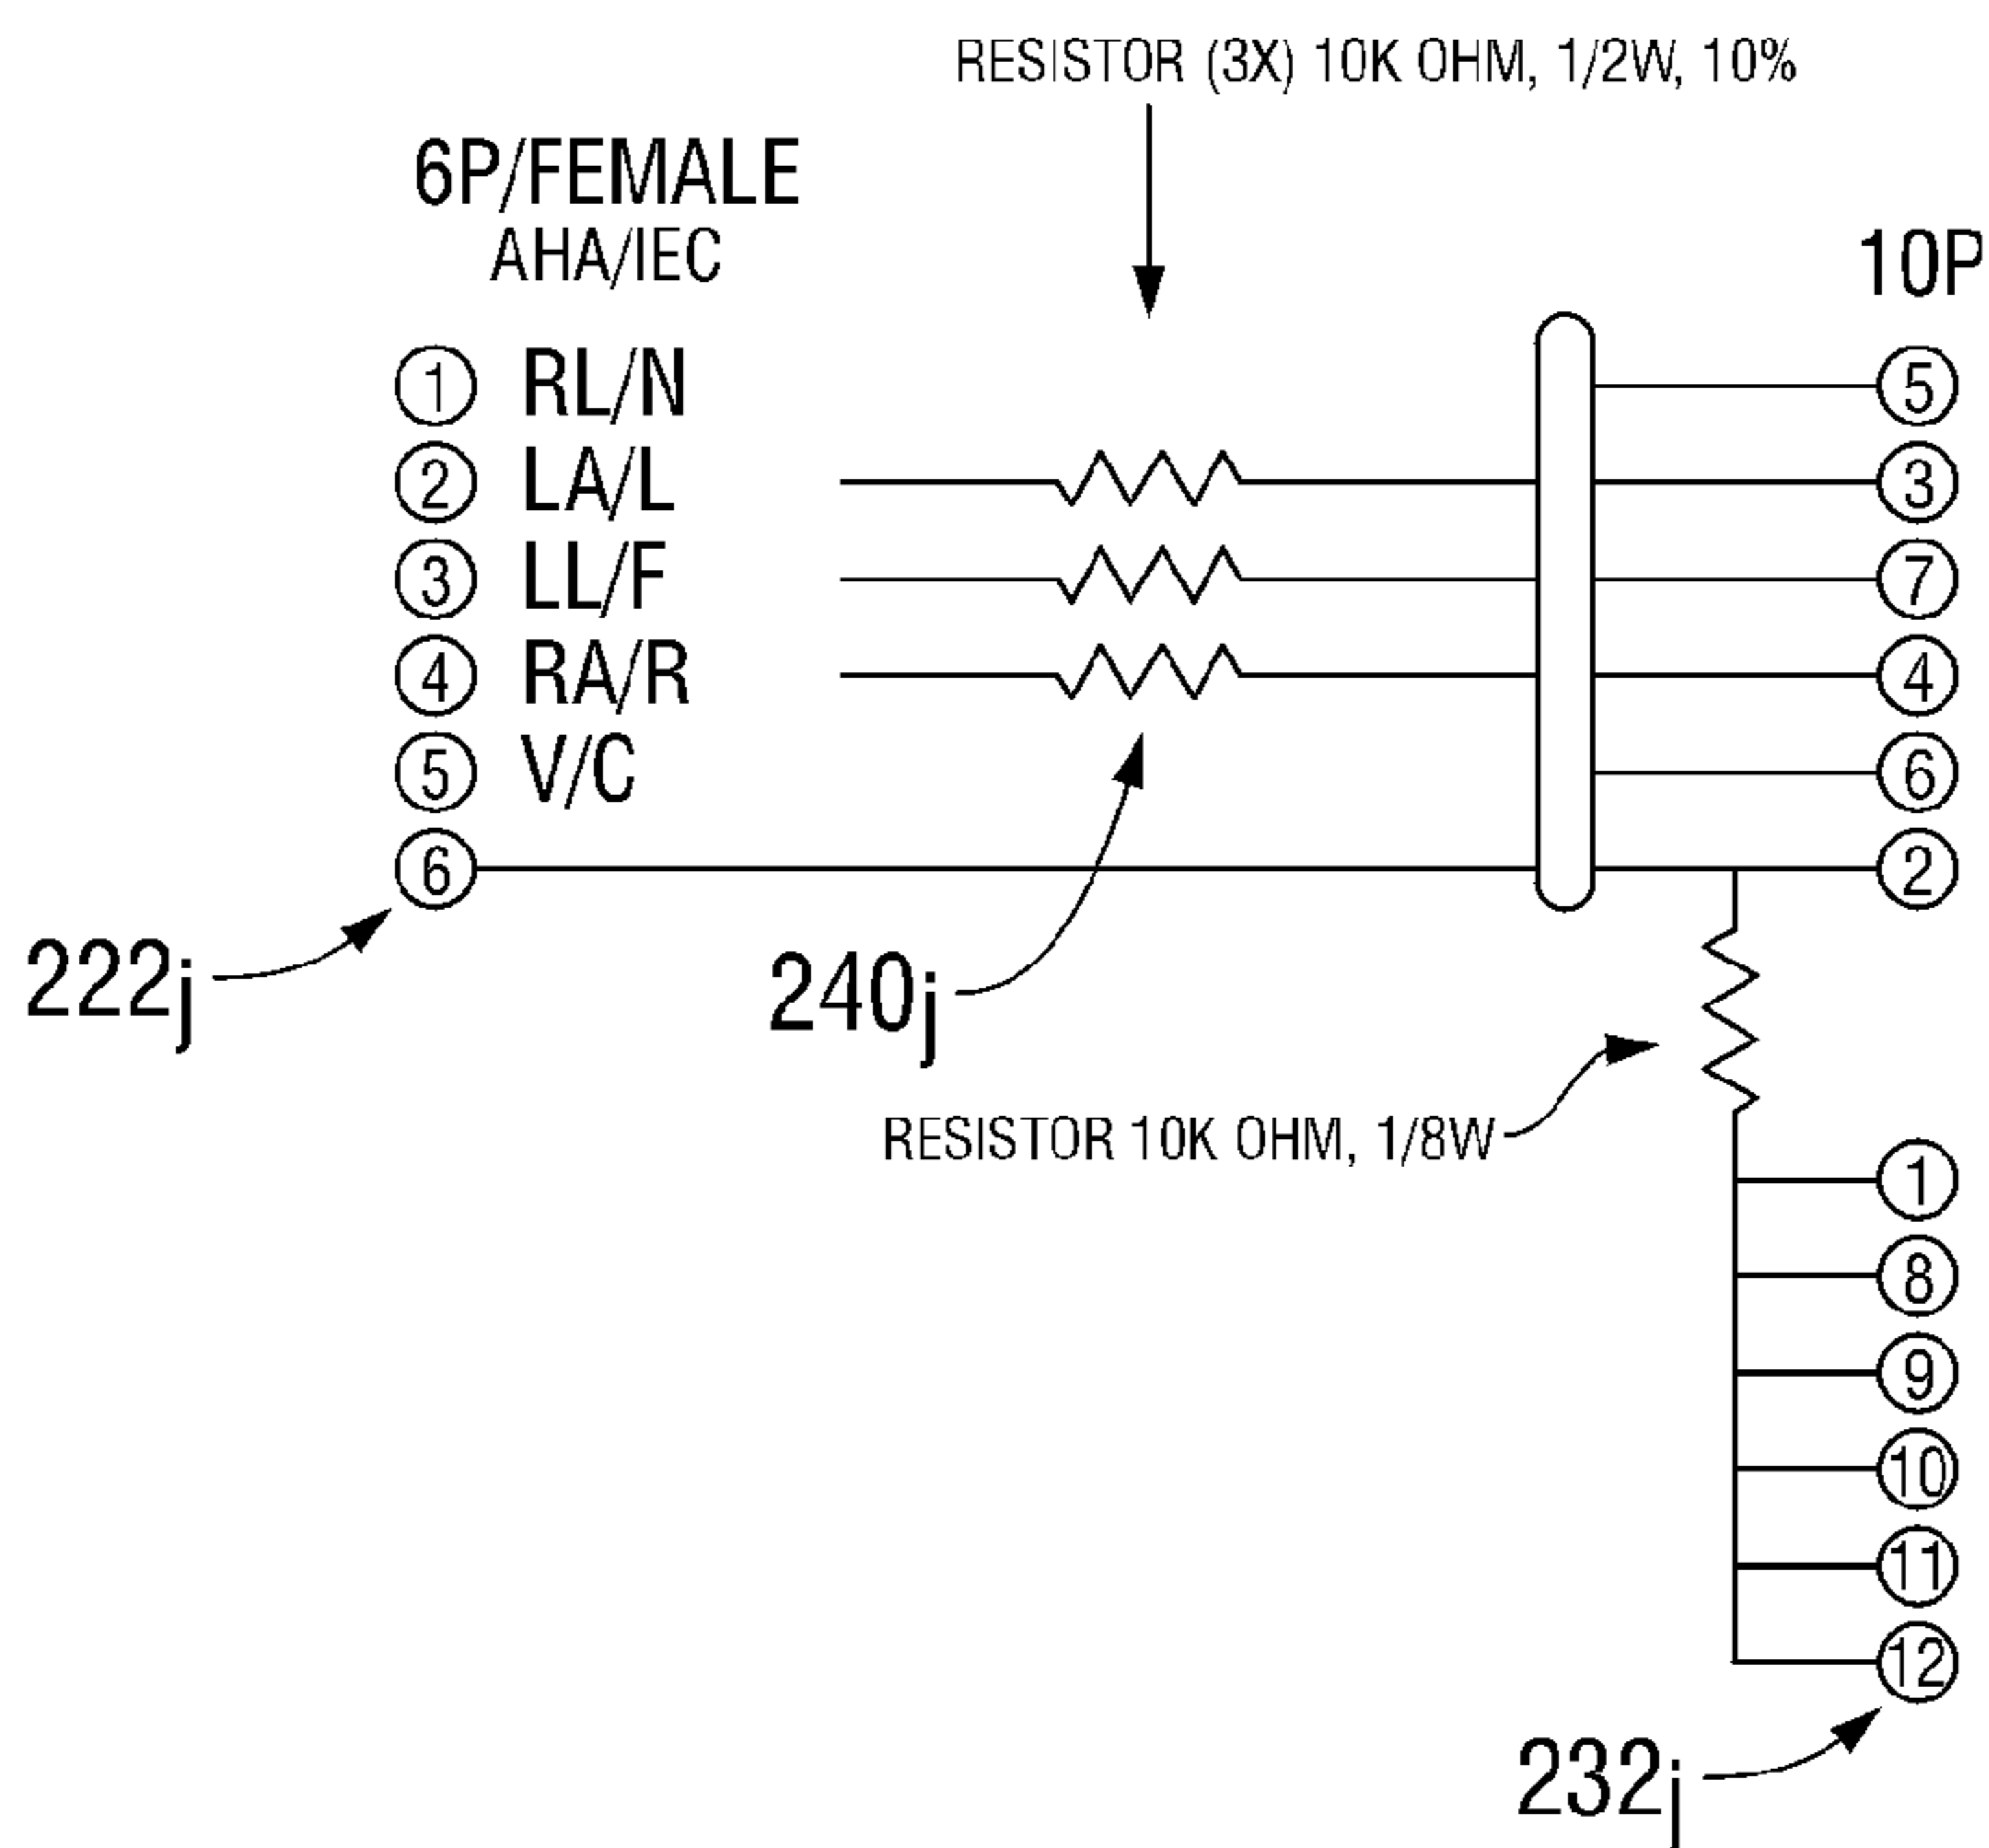 RESISTOR (3X) 10K OHM, 1/2W, 10%
6P/FEMALE
AHA/IEC
10P
1 RL/N 5
2 LA/L 3
3 LL/F 7
4 RA/R 4
5 V/C 6
6 2
222j
240j
RESISTOR 10K OHM, 1/8W
1
8
9
10
11
12
232j